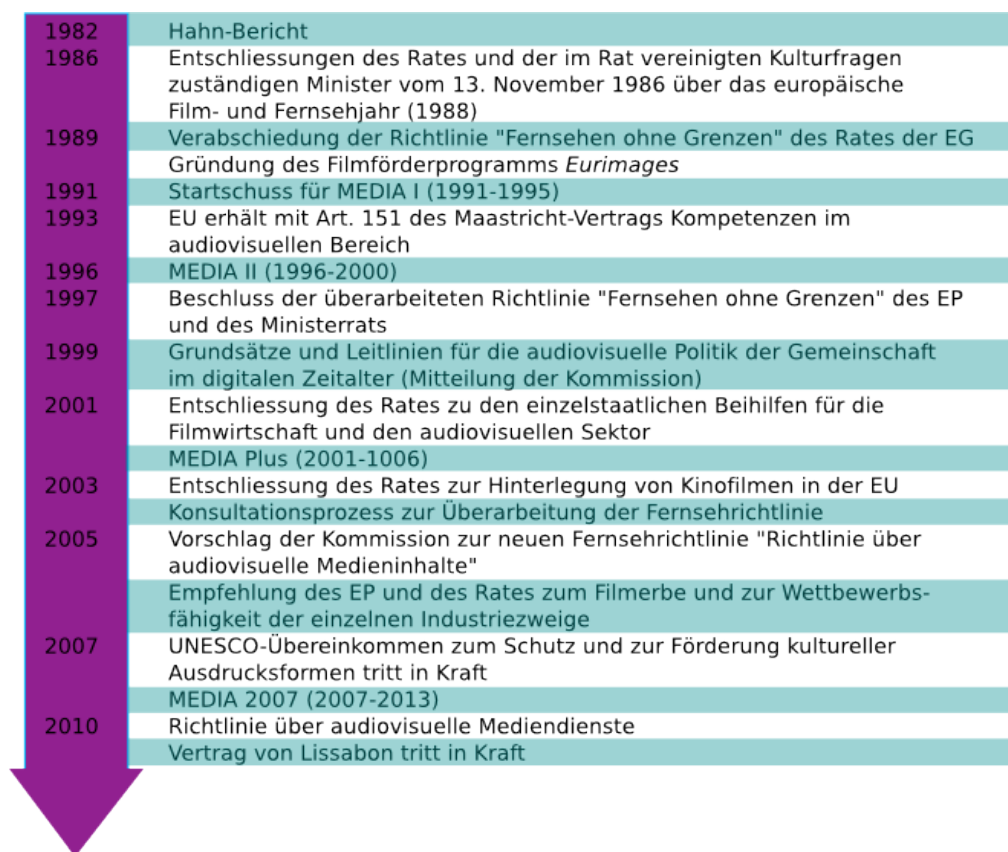 1982 Hahn-Bericht
1986 Entschliessungen des Rates und der im Rat vereinigten Kulturfragen
zuständigen Minister vom 13. November 1986 über das europäische
Film- und Fernsehjahr (1988)
1989 Verabschiedung der Richtlinie "Fernsehen ohne Grenzen" des Rates der EG
Gründung des Filmförderprogramms Eurimages
1991 Startschuss für MEDIA I (1991-1995)
1993 EU erhält mit Art. 151 des Maastricht-Vertrags Kompetenzen im
audiovisuellen Bereich
1996 MEDIA II (1996-2000)
1997 Beschluss der überarbeiteten Richtlinie "Fernsehen ohne Grenzen" des EP
und des Ministerrats
1999 Grundsätze und Leitlinien für die audiovisuelle Politik der Gemeinschaft
im digitalen Zeitalter (Mitteilung der Kommission)
2001 Entschliessung des Rates zu den einzelstaatlichen Beihilfen für die
Filmwirtschaft und den audiovisuellen Sektor
MEDIA Plus (2001-1006)
2003 Entschliessung des Rates zur Hinterlegung von Kinofilmen in der EU
Konsultationsprozess zur Überarbeitung der Fernsehrichtlinie
2005 Vorschlag der Kommission zur neuen Fernsehrichtlinie "Richtlinie über
audiovisuelle Medieninhalte"
Empfehlung des EP und des Rates zum Filmerbe und zur Wettbewerbs-
fähigkeit der einzelnen Industriezweige
2007 UNESCO-Übereinkommen zum Schutz und zur Förderung kultureller
Ausdrucksformen tritt in Kraft
MEDIA 2007 (2007-2013)
2010 Richtlinie über audiovisuelle Mediendienste
Vertrag von Lissabon tritt in Kraft